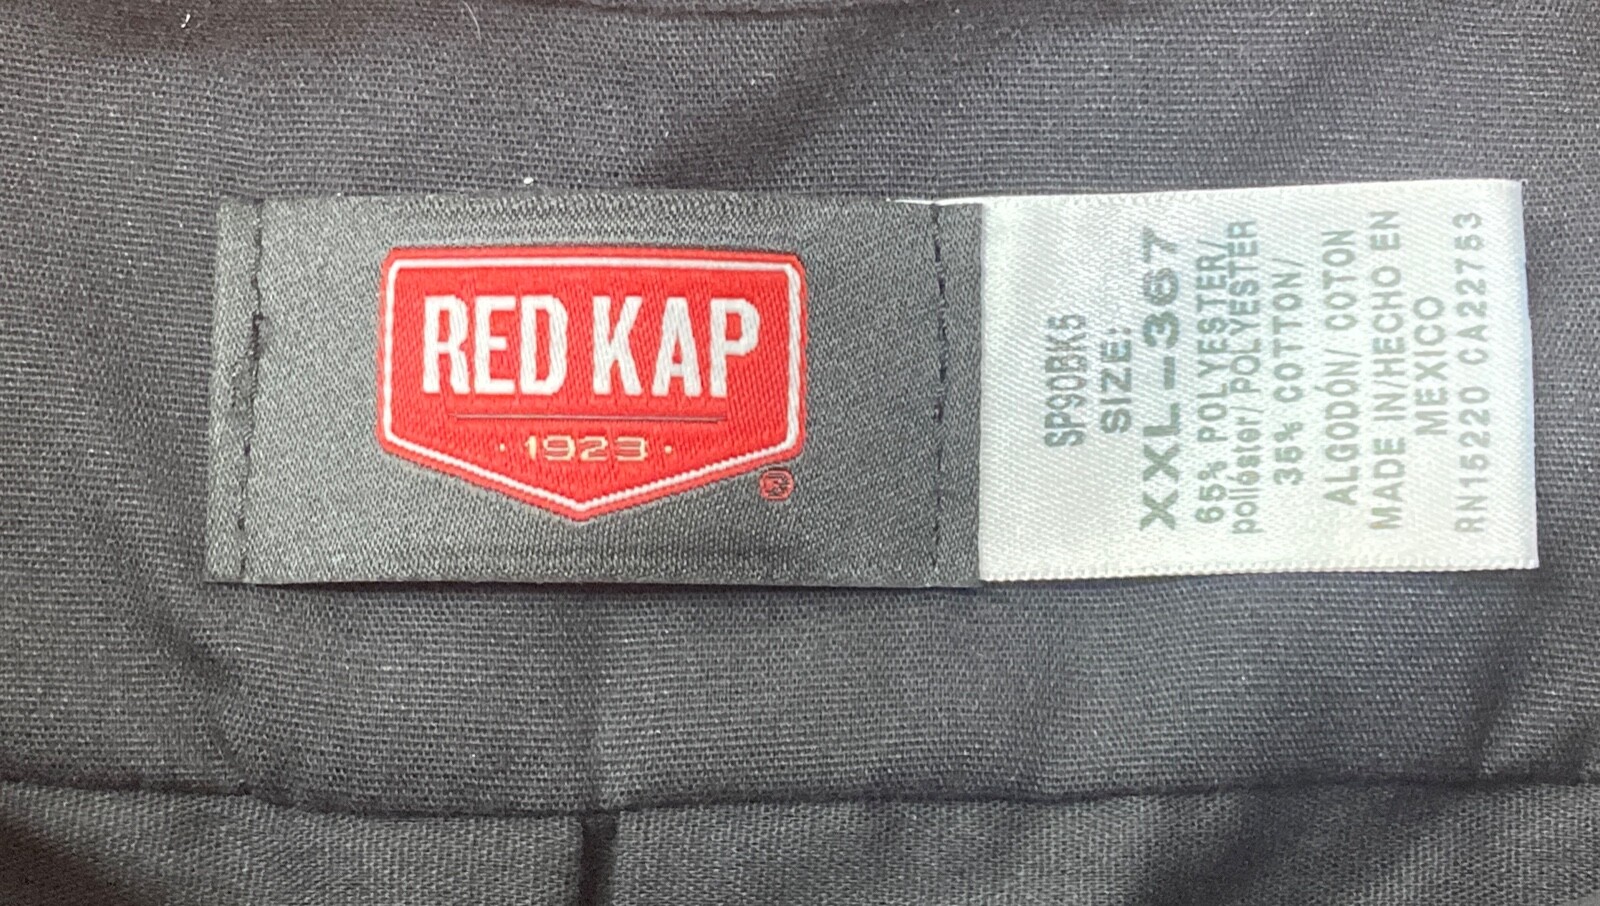 RED KAP
· 1923 ·
®
SP90BK5
SIZE:
XXL-367
65% POLYESTER/
poliéster/ POLYESTER
35% COTTON/
ALGODÓN/ COTON
MADE IN/HECHO EN
MEXICO
RN15220 CA22753